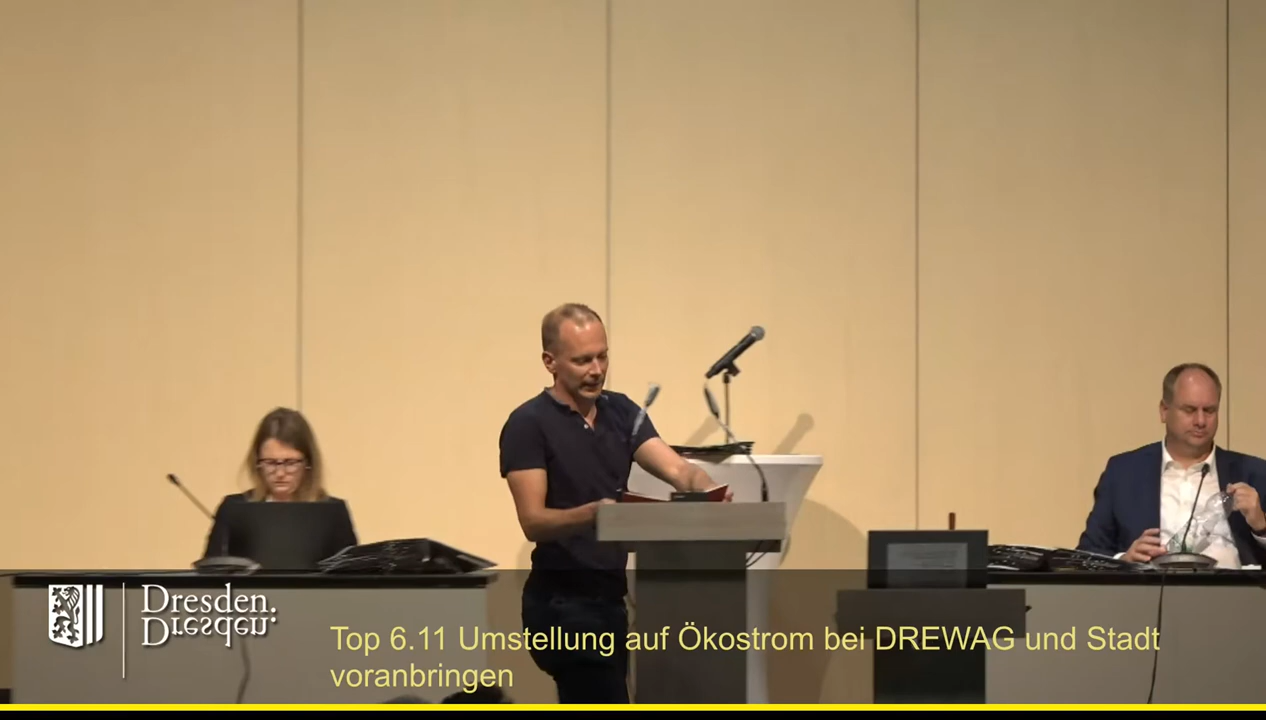 Dresden.
Dresden.
Top 6.11 Umstellung auf Ökostrom bei DREWAG und Stadt
voranbringen